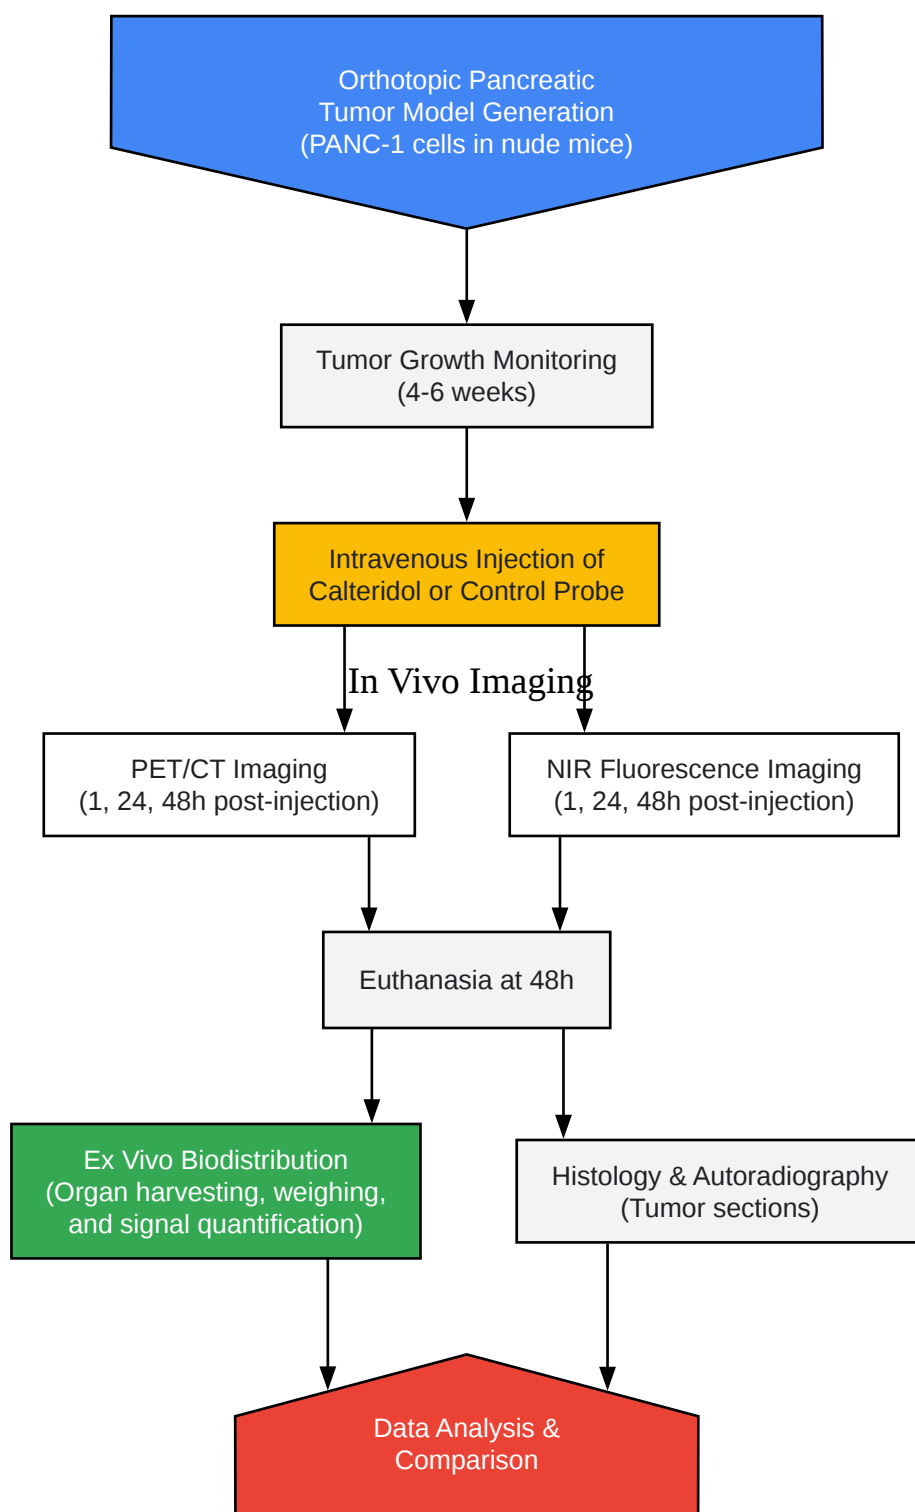 Orthotopic Pancreatic
Tumor Model Generation
(PANC-1 cells in nude mice)
Tumor Growth Monitoring
(4-6 weeks)
Intravenous Injection of
Calteridol or Control Probe
In Vivo Imaging
PET/CT Imaging
(1, 24, 48h post-injection)
NIR Fluorescence Imaging
(1, 24, 48h post-injection)
Euthanasia at 48h
Ex Vivo Biodistribution
(Organ harvesting, weighing,
and signal quantification)
Histology & Autoradiography
(Tumor sections)
Data Analysis &
Comparison